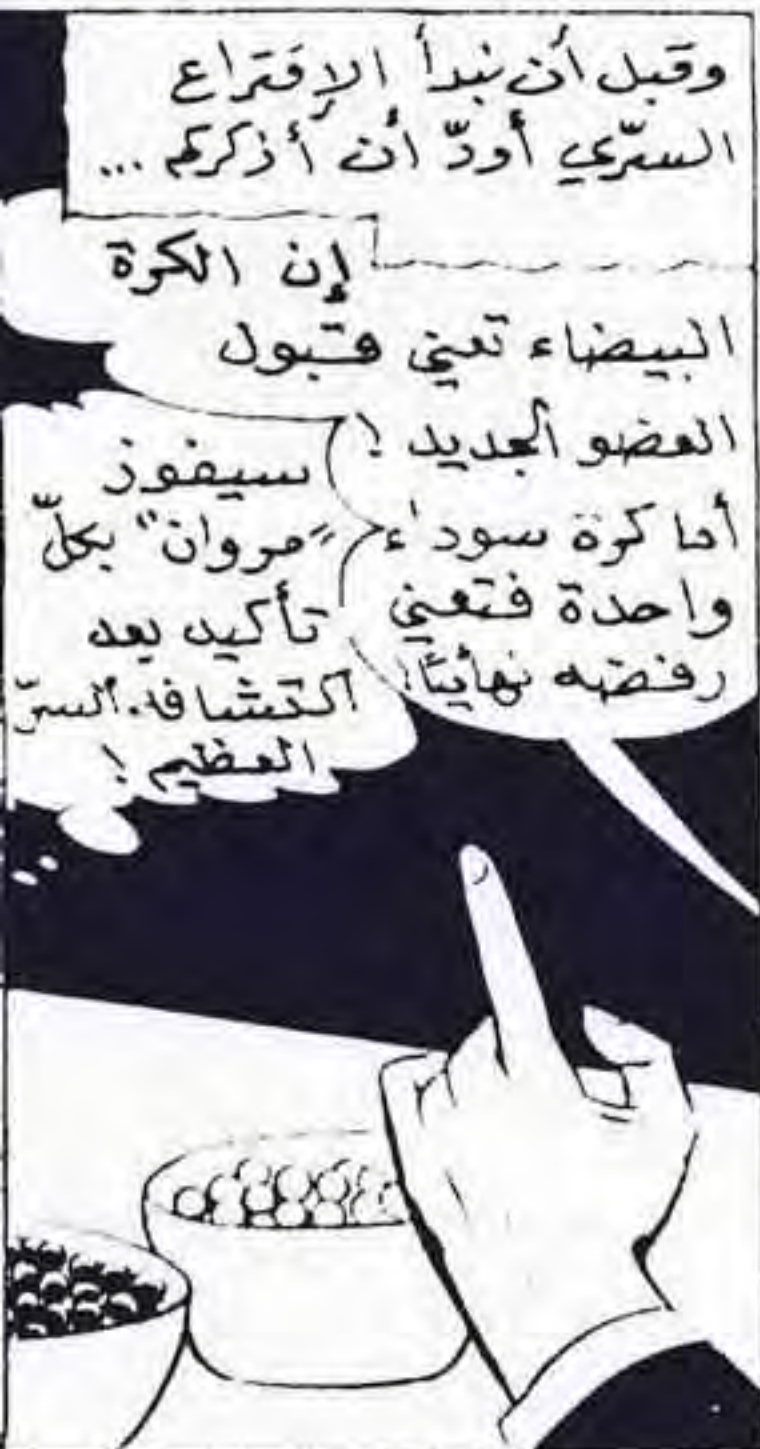 وقبل أن نبدأ الإقتراع
السرّي أودّ أن أذكركم ...
إن الكرة
البيضاء تعني قبول
العضو الجديد !
أما كرة سوداء
واحدة فتعني
رفضه نهائيًا !
سيفوز
"مروان" بكلّ
تأكيد بعد
اكتشافه السرّ
العظيم !